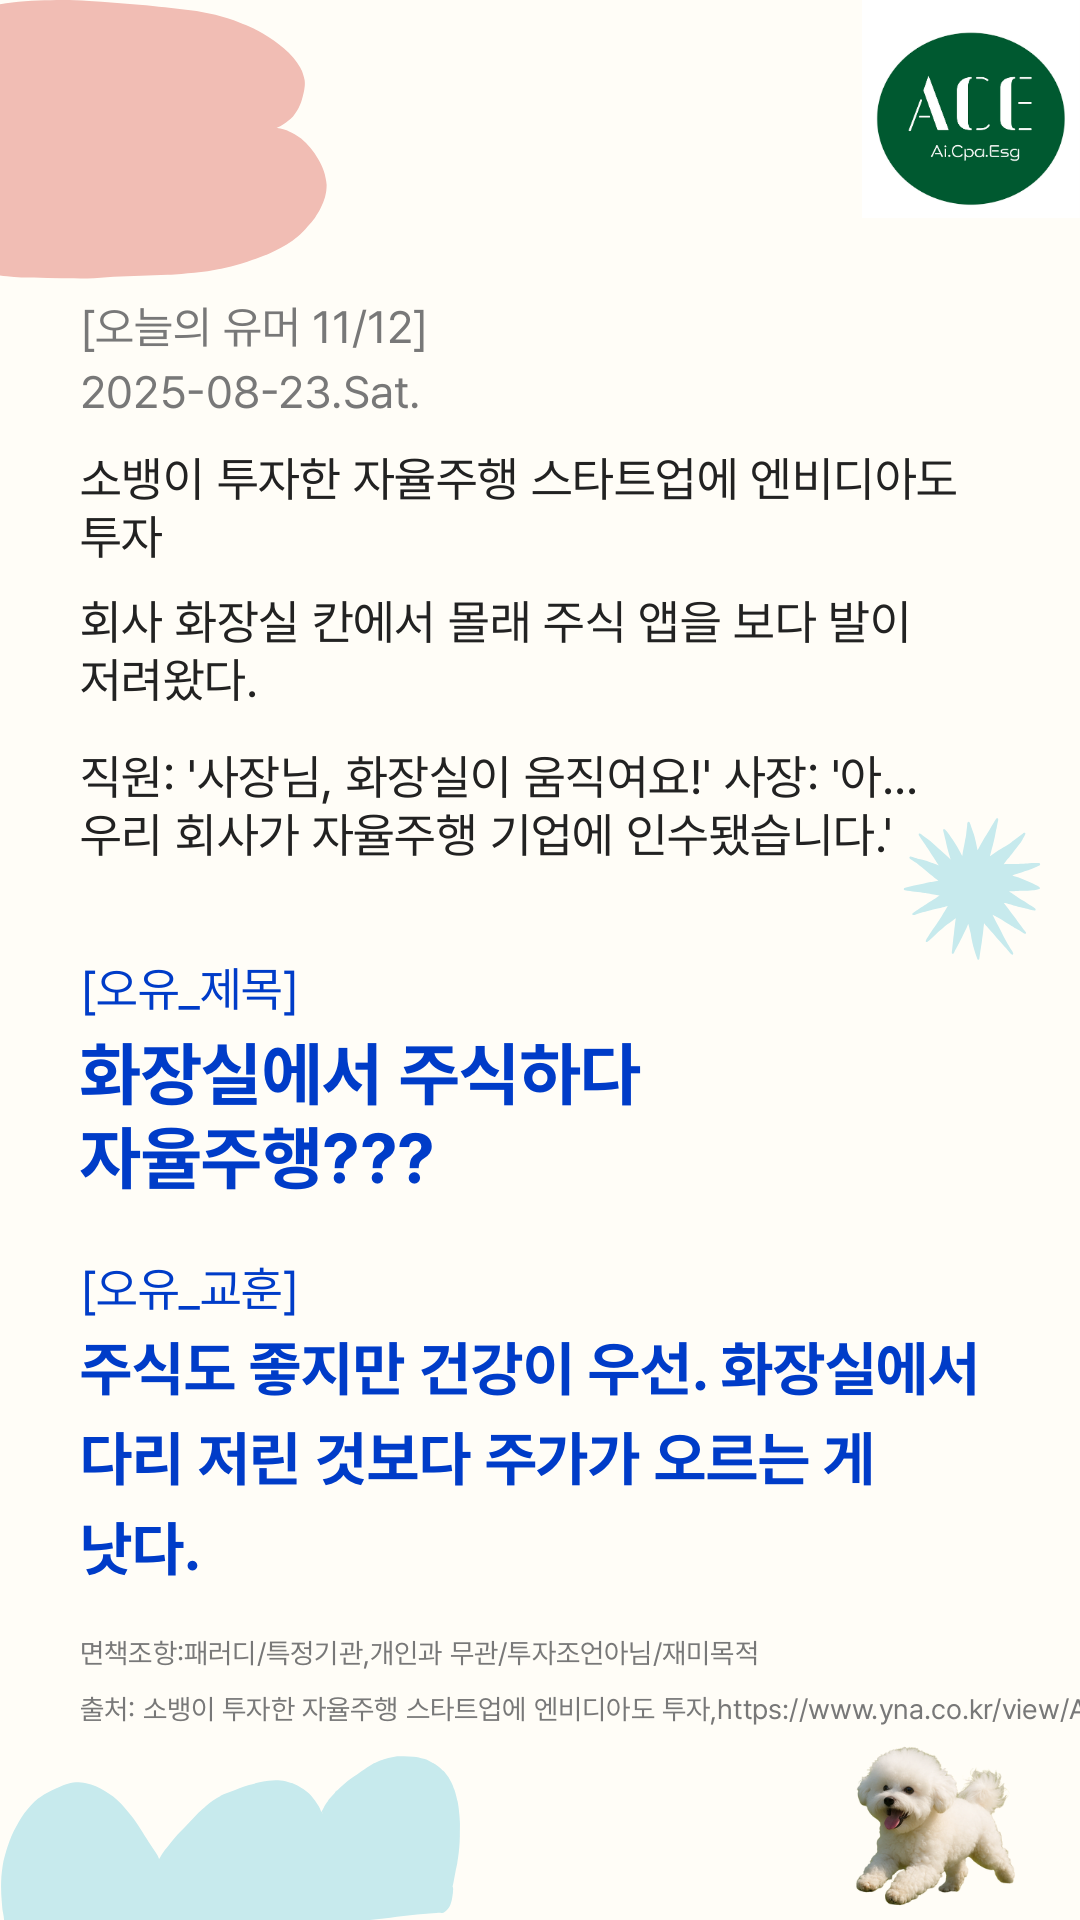 ACE
Ai.Cpa.Esg
[오늘의 유머 11/12]
2025-08-23.Sat.
소뱅이 투자한 자율주행 스타트업에 엔비디아도
투자
회사 화장실 칸에서 몰래 주식 앱을 보다 발이
저려왔다.
직원: '사장님, 화장실이 움직여요!' 사장: '아...
우리 회사가 자율주행 기업에 인수됐습니다.'
[오유_제목]
화장실에서 주식하다
자율주행???
[오유_교훈]
주식도 좋지만 건강이 우선. 화장실에서
다리 저린 것보다 주가가 오르는 게
낫다.
면책조항:패러디/특정기관,개인과 무관/투자조언아님/재미목적
출처: 소뱅이 투자한 자율주행 스타트업에 엔비디아도 투자,https://www.yna.co.kr/view/A